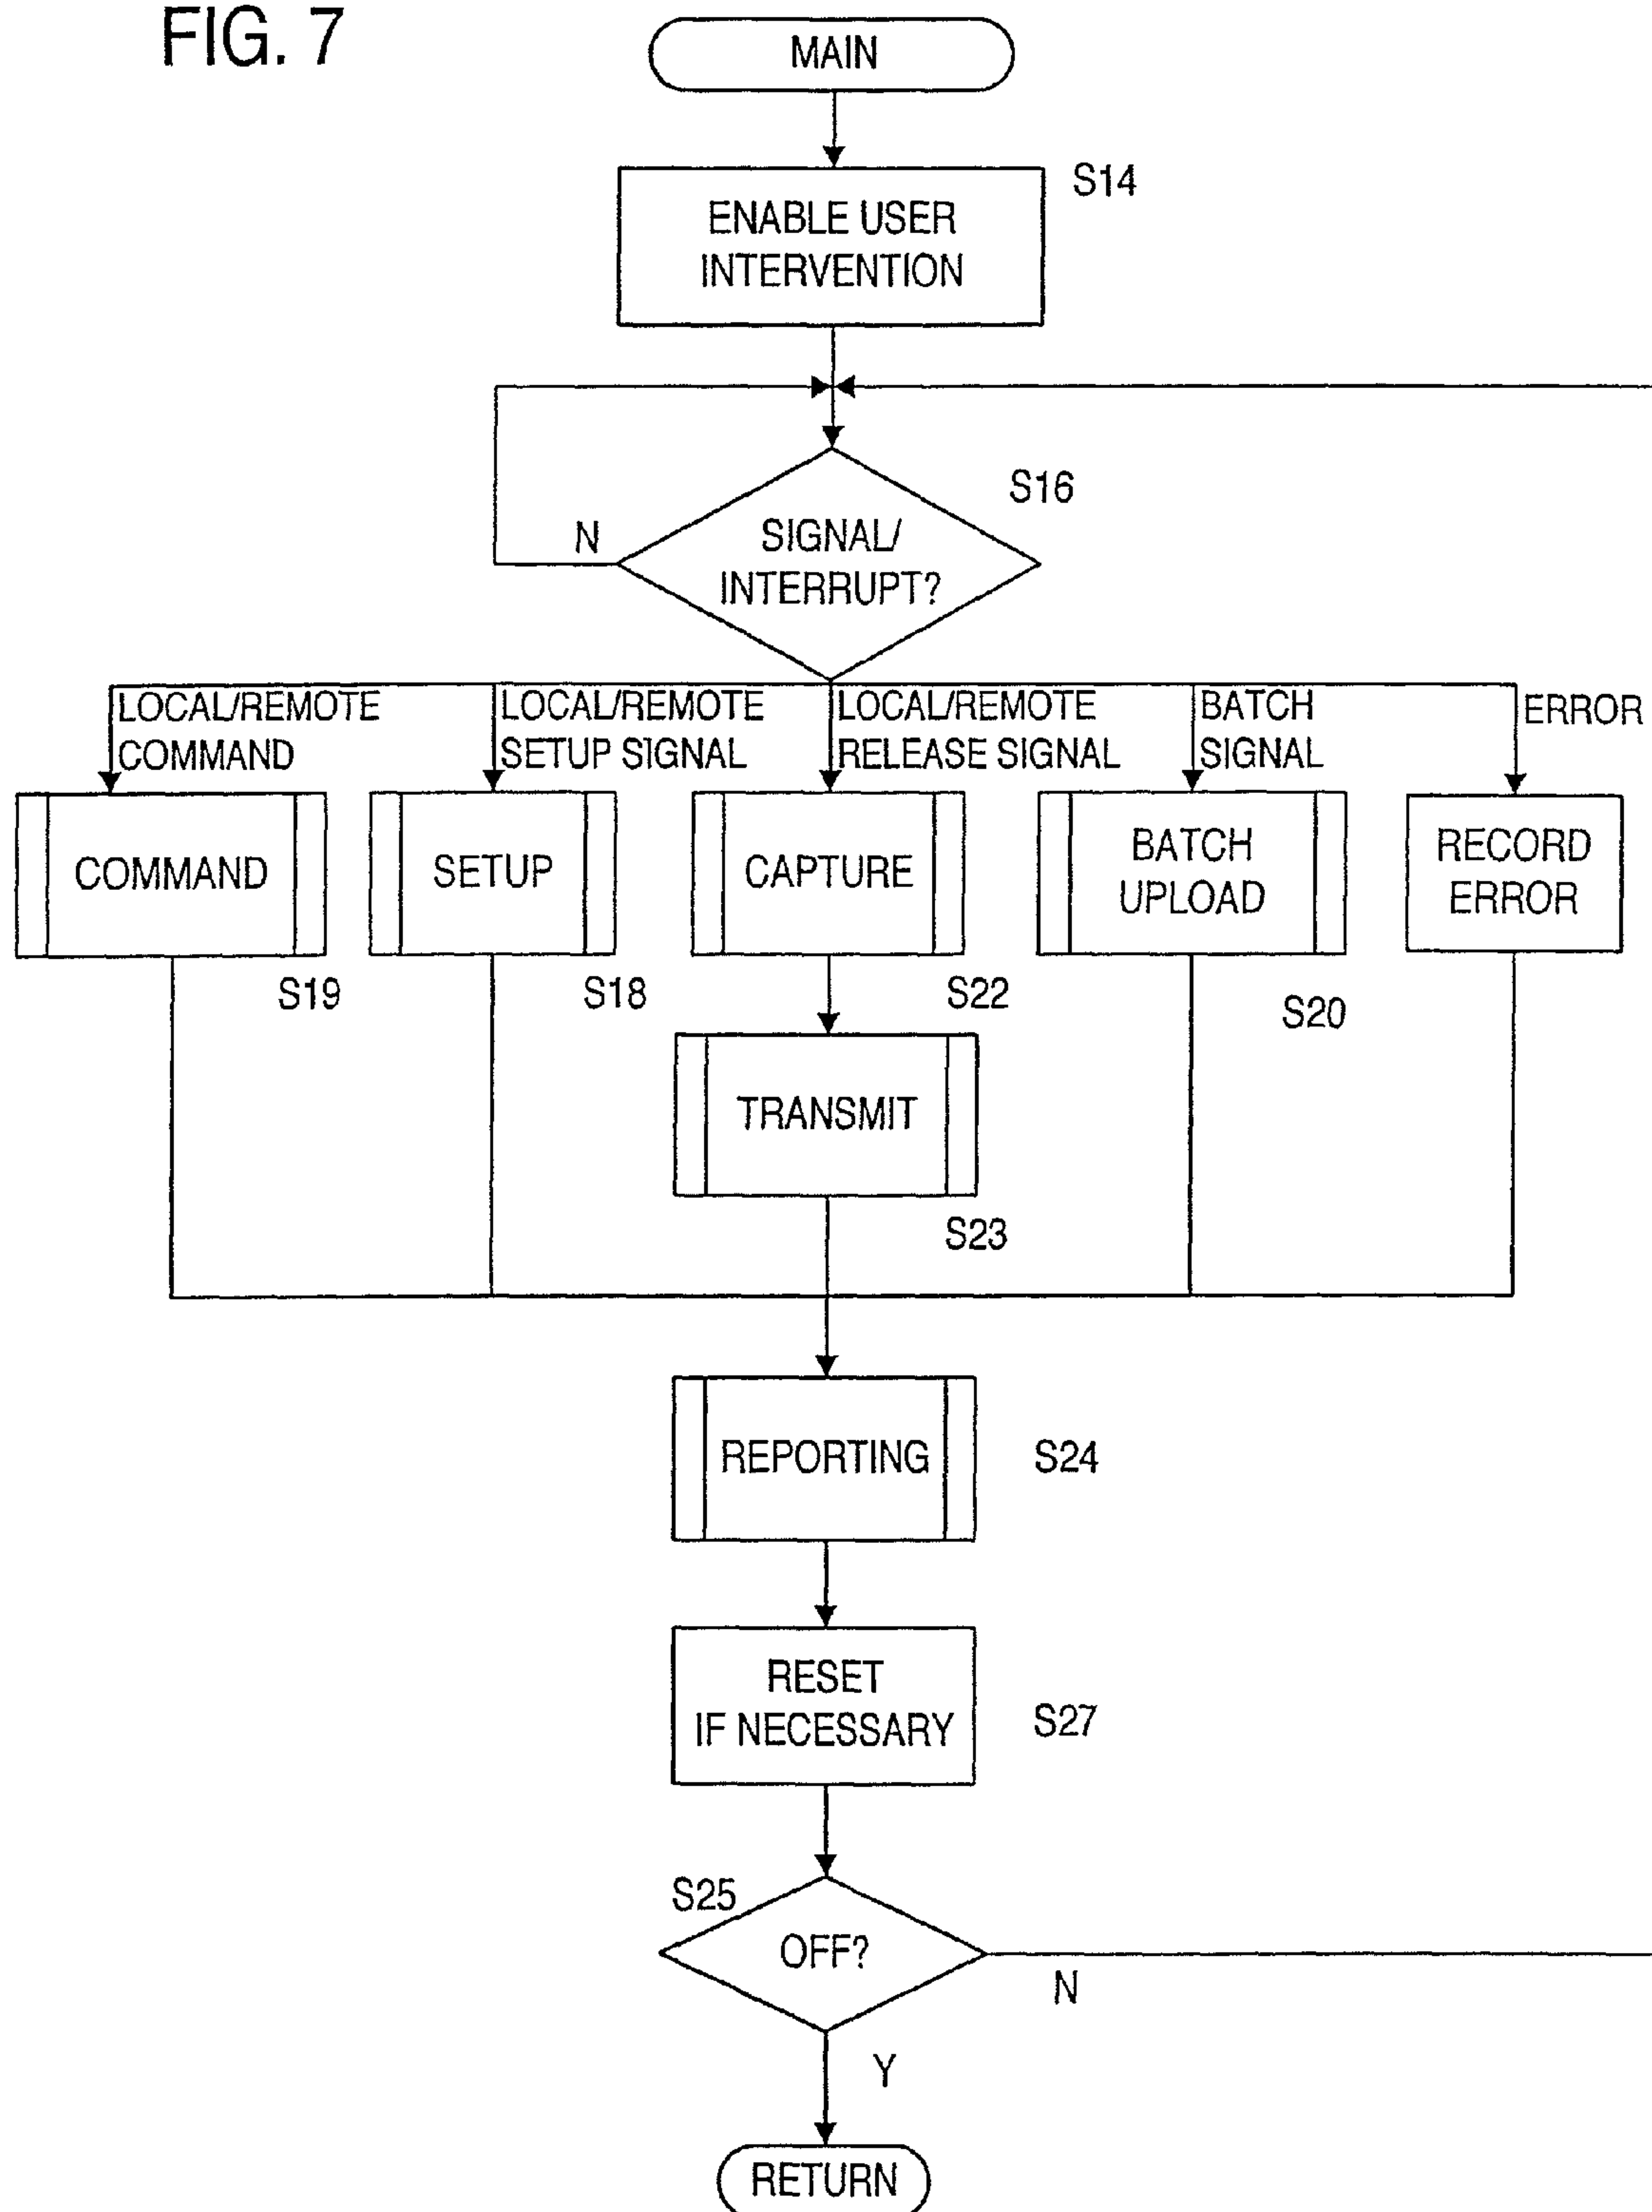 FIG. 7
MAIN
S14
ENABLE USER
INTERVENTION
S16
N
SIGNAL/
INTERRUPT?
LOCAL/REMOTE
COMMAND
LOCAL/REMOTE
SETUP SIGNAL
LOCAL/REMOTE
RELEASE SIGNAL
BATCH
SIGNAL
ERROR
COMMAND
SETUP
CAPTURE
BATCH
UPLOAD
RECORD
ERROR
S19
S18
S22
S20
TRANSMIT
S23
REPORTING
S24
RESET
IF NECESSARY
S27
S25
OFF?
N
Y
RETURN